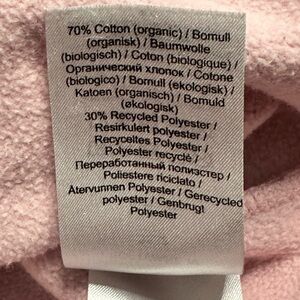 70% Cotton (organic) / Bomull
(organisk) / Baumwolle
(biologisch) / Coton (biologique) /
Органический хлопок / Cotone
(biologico) / Bomull (ekologisk) /
Katoen (organisch) / Bomuld
(økologisk)
30% Recycled Polyester /
Resirkulert polyester /
Recyceltes Polyester /
Polyester recyclé /
Переработанный полиэстер /
Poliestere riciclato /
Återvunnen Polyester / Gerecycled
polyester / Genbrugt
Polyester